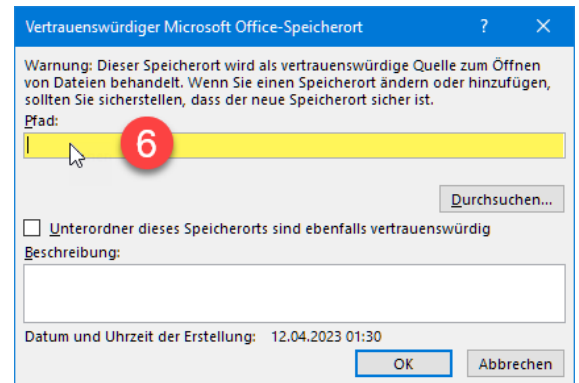 Vertrauenswürdiger Microsoft Office-Speicherort ? ×
Warnung: Dieser Speicherort wird als vertrauenswürdige Quelle zum Öffnen
von Dateien behandelt. Wenn Sie einen Speicherort ändern oder hinzufügen,
sollten Sie sicherstellen, dass der neue Speicherort sicher ist.
Pfad:
6
Durchsuchen...
Unterordner dieses Speicherorts sind ebenfalls vertrauenswürdig
Beschreibung:
Datum und Uhrzeit der Erstellung: 12.04.2023 01:30
OK Abbrechen